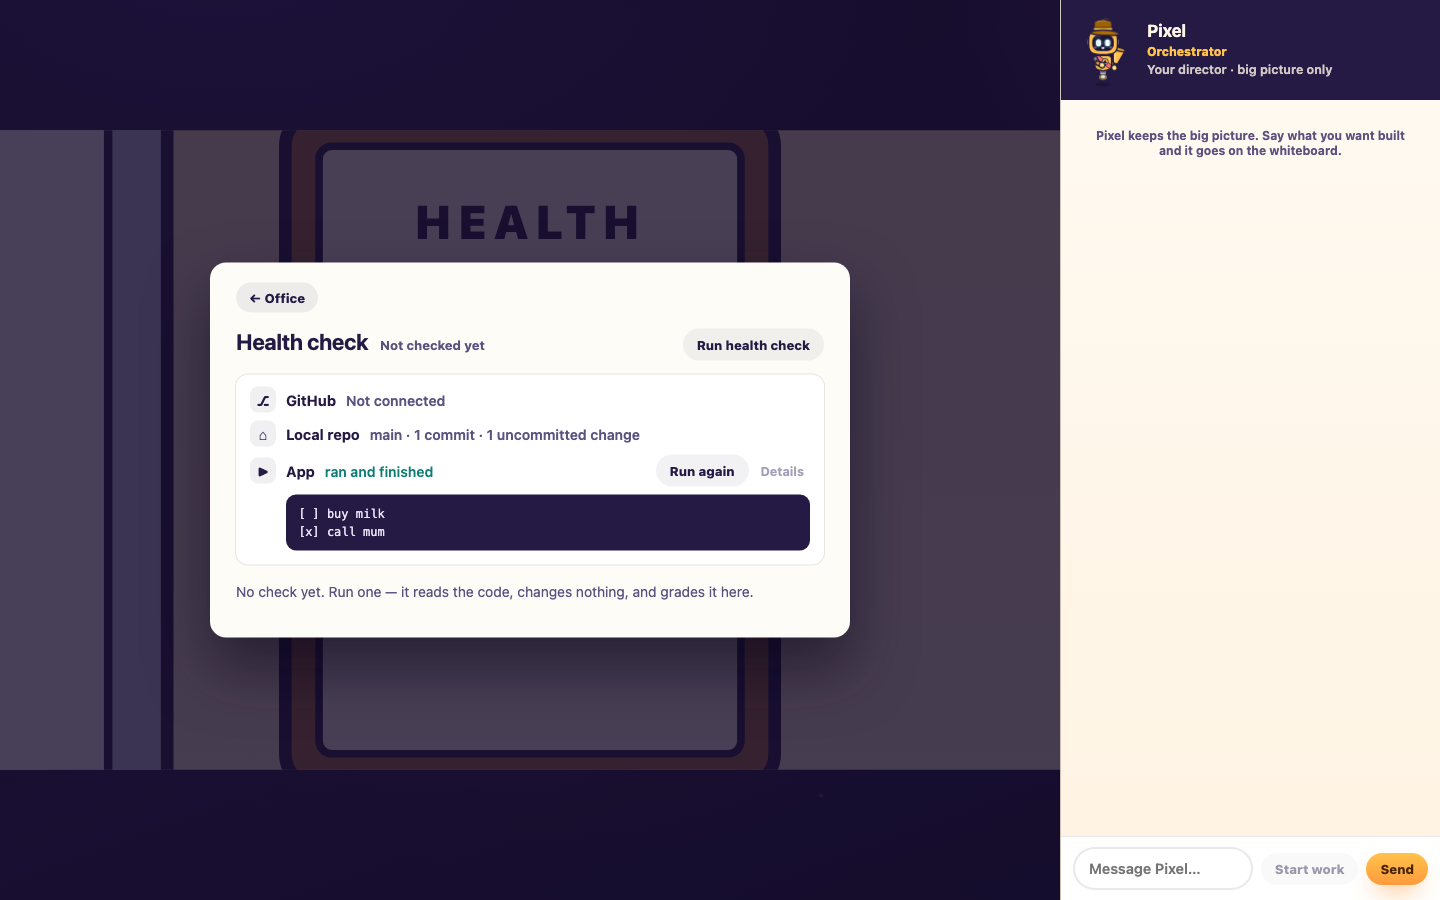 HEALTH
← Office
Health check Not checked yet Run health check
GitHub Not connected
Local repo main · 1 commit · 1 uncommitted change
App ran and finished Run again Details
[ ] buy milk
[x] call mum
No check yet. Run one — it reads the code, changes nothing, and grades it here.
Pixel
Orchestrator
Your director · big picture only
Pixel keeps the big picture. Say what you want built
and it goes on the whiteboard.
Message Pixel... Start work Send